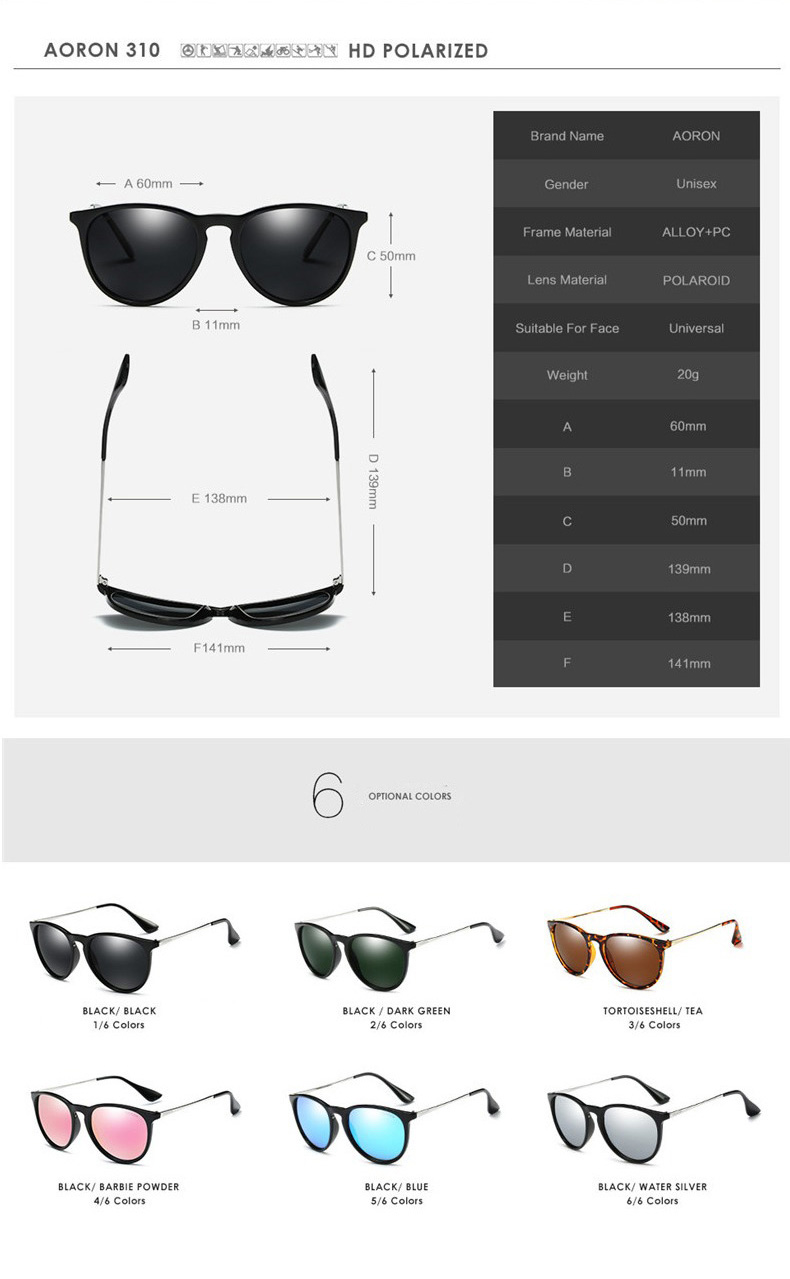 AORON 310 HD POLARIZED
A 60mm
C 50mm
B 11mm
D 139mm
E 138mm
F141mm
Brand Name AORON
Gender Unisex
Frame Material ALLOY+PC
Lens Material POLAROID
Suitable For Face Universal
Weight 20g
A 60mm
B 11mm
C 50mm
D 139mm
E 138mm
F 141mm
6 OPTIONAL COLORS
BLACK/ BLACK
1/6 Colors
BLACK / DARK GREEN
2/6 Colors
TORTOISESHELL/ TEA
3/6 Colors
BLACK/ BARBIE POWDER
4/6 Colors
BLACK/ BLUE
5/6 Colors
BLACK/ WATER SILVER
6/6 Colors